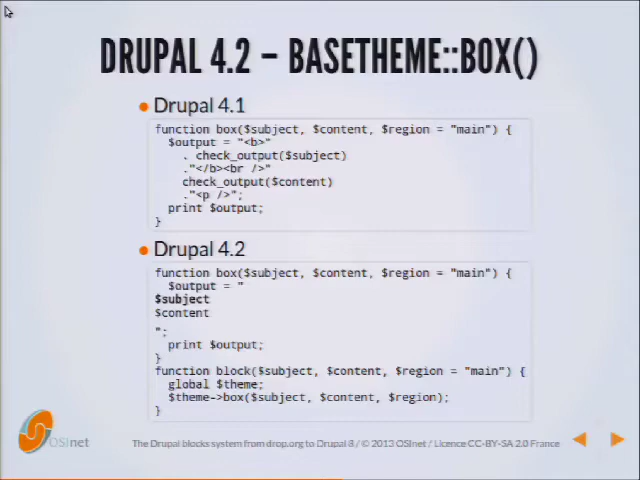 DRUPAL 4.2 – BASETHEME::BOX()
Drupal 4.1
function box($subject, $content, $region = "main") {
$output = "<b>"
. check_output($subject)
."</b><br />"
check_output($content)
."<p />";
print $output;
}
Drupal 4.2
function box($subject, $content, $region = "main") {
$output = "
$subject
$content
";
print $output;
}
function block($subject, $content, $region = "main") {
global $theme;
$theme->box($subject, $content, $region);
}
OSInet
The Drupal blocks system from drop.org to Drupal 8 / © 2013 OSInet / Licence CC-BY-SA 2.0 France